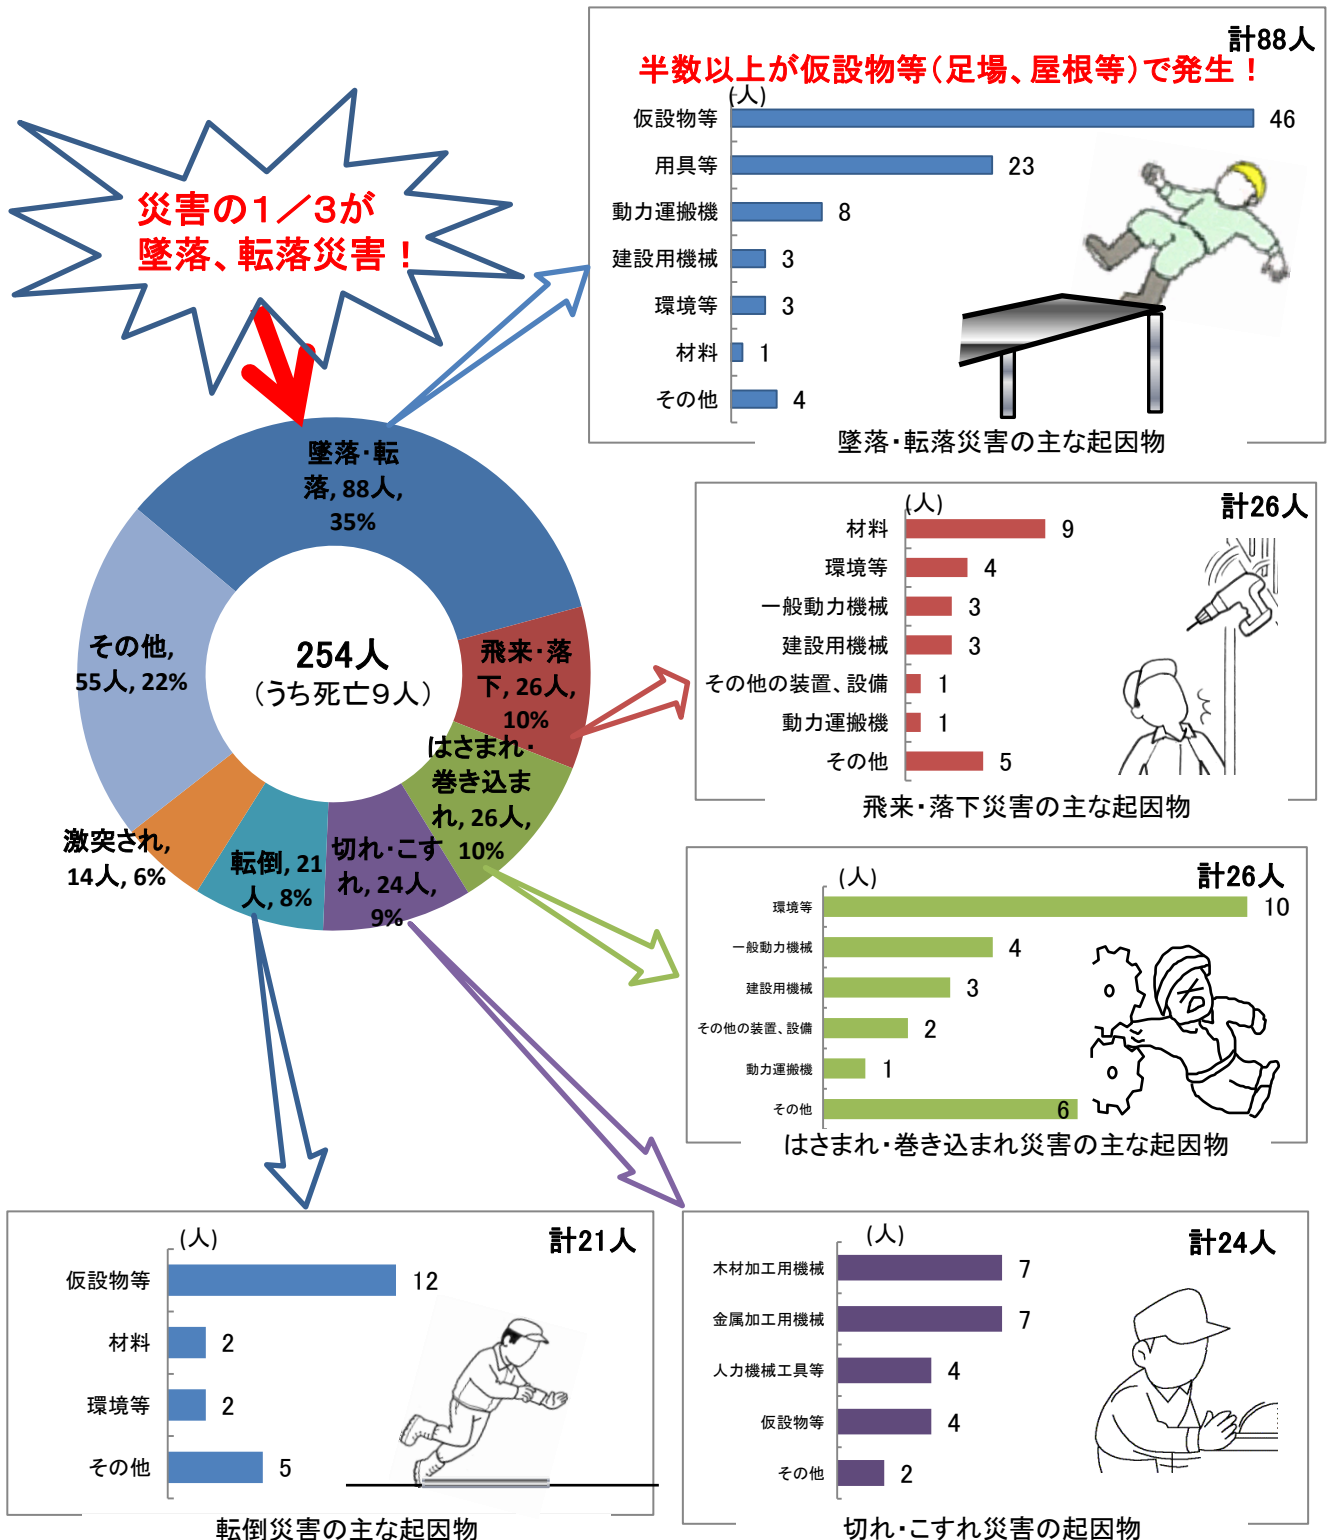 計88人
半数以上が仮設物等（足場、屋根等）で発生！
(人)
仮設物等 46
用具等 23
動力運搬機 8
建設用機械 3
環境等 3
材料 1
その他 4
墜落・転落災害の主な起因物
災害の１／３が
墜落、転落災害！
墜落・転
落, 88人,
35%
飛来・落
下, 26人,
10%
はさまれ・
巻き込ま
れ, 26人,
10%
切れ・こす
れ, 24人,
9%
転倒, 21
人, 8%
激突され,
14人, 6%
その他,
55人, 22%
254人
（うち死亡９人）
計26人
(人)
材料 9
環境等 4
一般動力機械 3
建設用機械 3
その他の装置、設備 1
動力運搬機 1
その他 5
飛来・落下災害の主な起因物
計26人
(人)
環境等 10
一般動力機械 4
建設用機械 3
その他の装置、設備 2
動力運搬機 1
その他 6
はさまれ・巻き込まれ災害の主な起因物
計21人
(人)
仮設物等 12
材料 2
環境等 2
その他 5
転倒災害の主な起因物
計24人
(人)
木材加工用機械 7
金属加工用機械 7
人力機械工具等 4
仮設物等 4
その他 2
切れ・こすれ災害の起因物